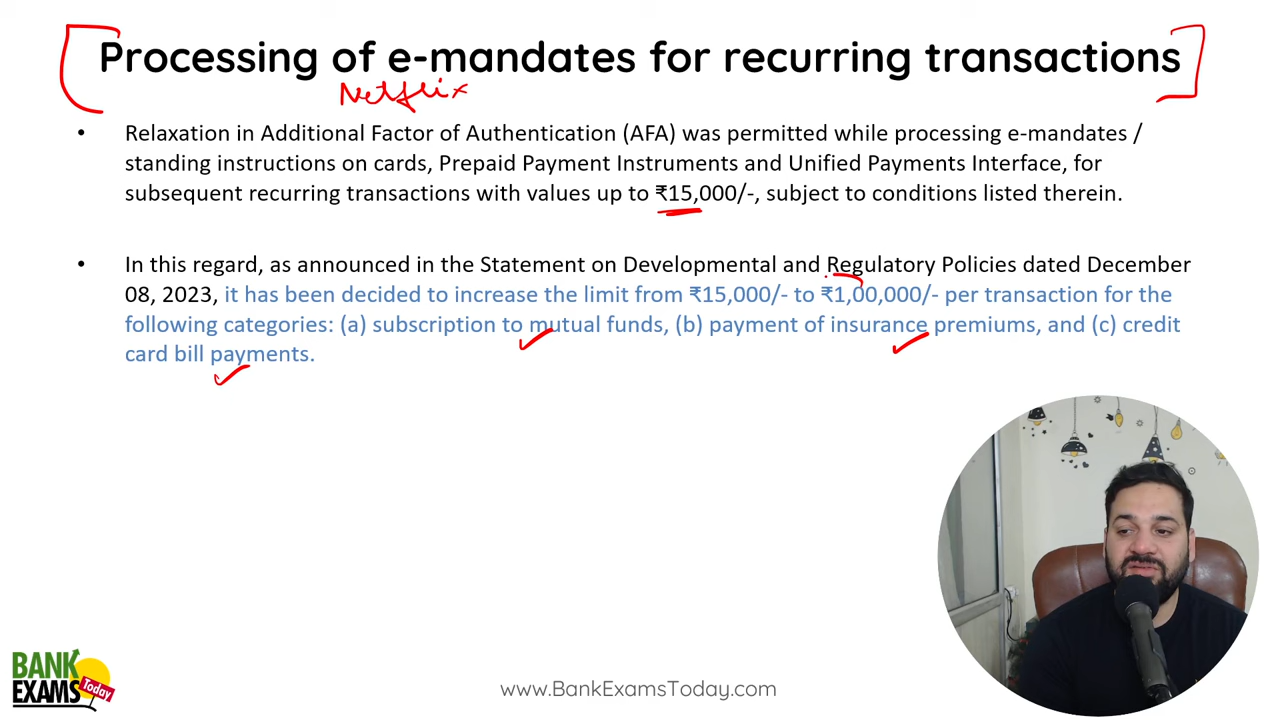 Processing of e-mandates for recurring transactions
Netflix
• Relaxation in Additional Factor of Authentication (AFA) was permitted while processing e-mandates /
standing instructions on cards, Prepaid Payment Instruments and Unified Payments Interface, for
subsequent recurring transactions with values up to ₹15,000/-, subject to conditions listed therein.
• In this regard, as announced in the Statement on Developmental and Regulatory Policies dated December
08, 2023, it has been decided to increase the limit from ₹15,000/- to ₹1,00,000/- per transaction for the
following categories: (a) subscription to mutual funds, (b) payment of insurance premiums, and (c) credit
card bill payments.
BANK
EXAMS
Today
www.BankExamsToday.com